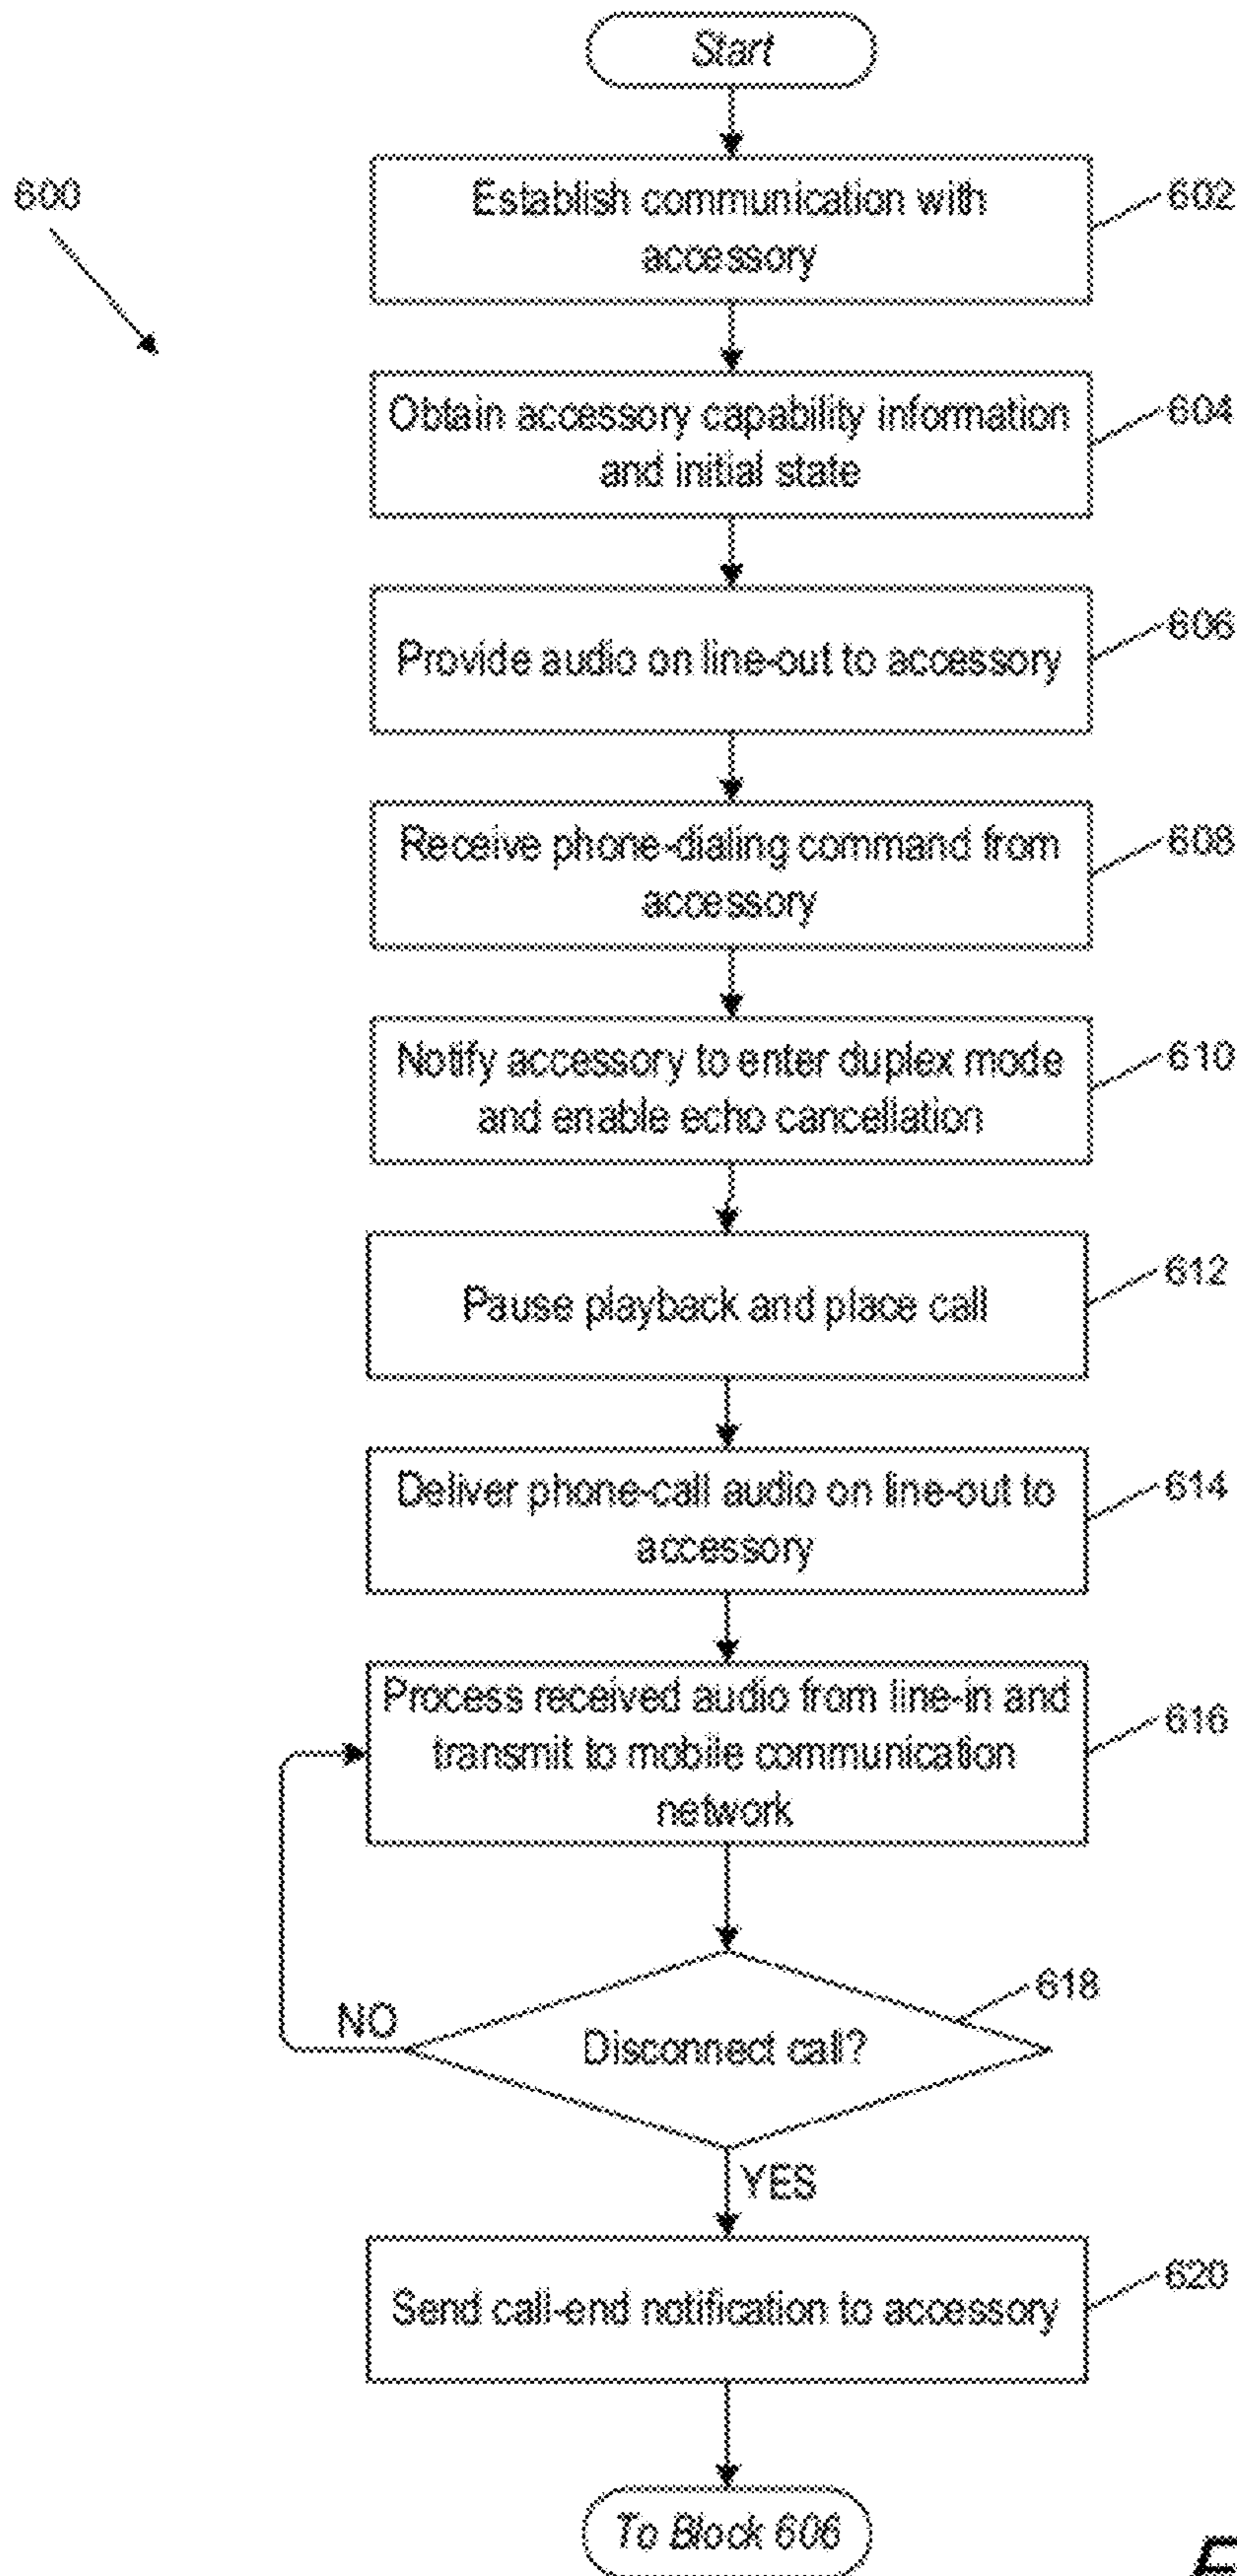 Start
600
Establish communication with
accessory
602
Obtain accessory capability information
and initial state
604
Provide audio on line-out to accessory
606
Receive phone-dialing command from
accessory
608
Notify accessory to enter duplex mode
and enable echo cancellation
610
Pause playback and place call
612
Deliver phone-call audio on line-out to
accessory
614
Process received audio from line-in and
transmit to mobile communication
network
616
Disconnect call?
618
NO
YES
Send call-end notification to accessory
620
To Block 606